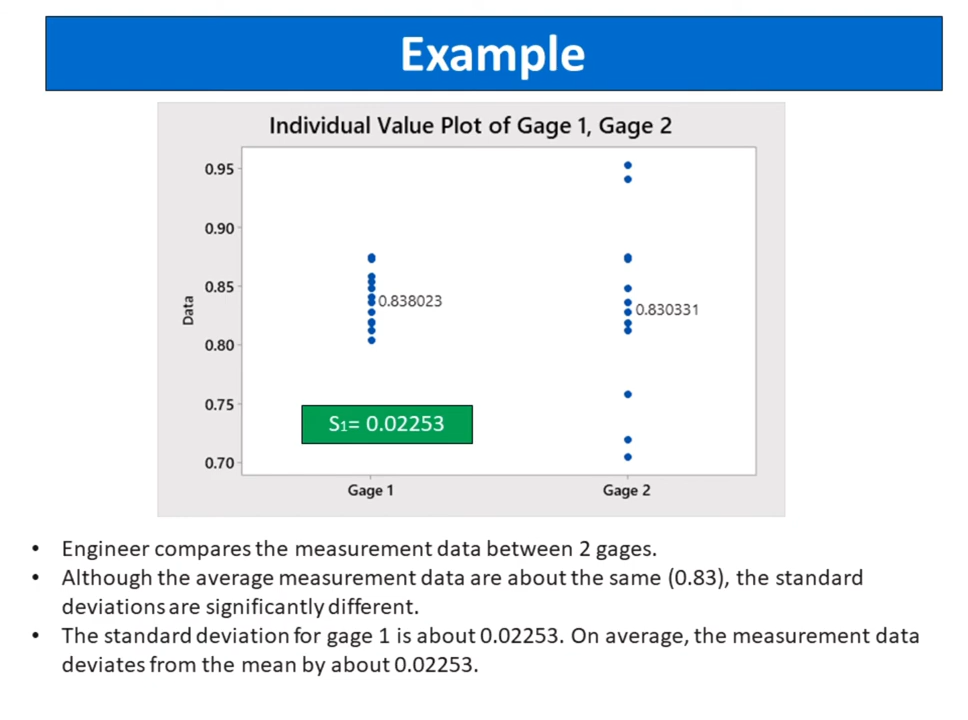 Example
Individual Value Plot of Gage 1, Gage 2
0.95
0.90
0.85
0.80
0.75
0.70
Data
0.838023
0.830331
S1= 0.02253
Gage 1
Gage 2
• Engineer compares the measurement data between 2 gages.
• Although the average measurement data are about the same (0.83), the standard
deviations are significantly different.
• The standard deviation for gage 1 is about 0.02253. On average, the measurement data
deviates from the mean by about 0.02253.